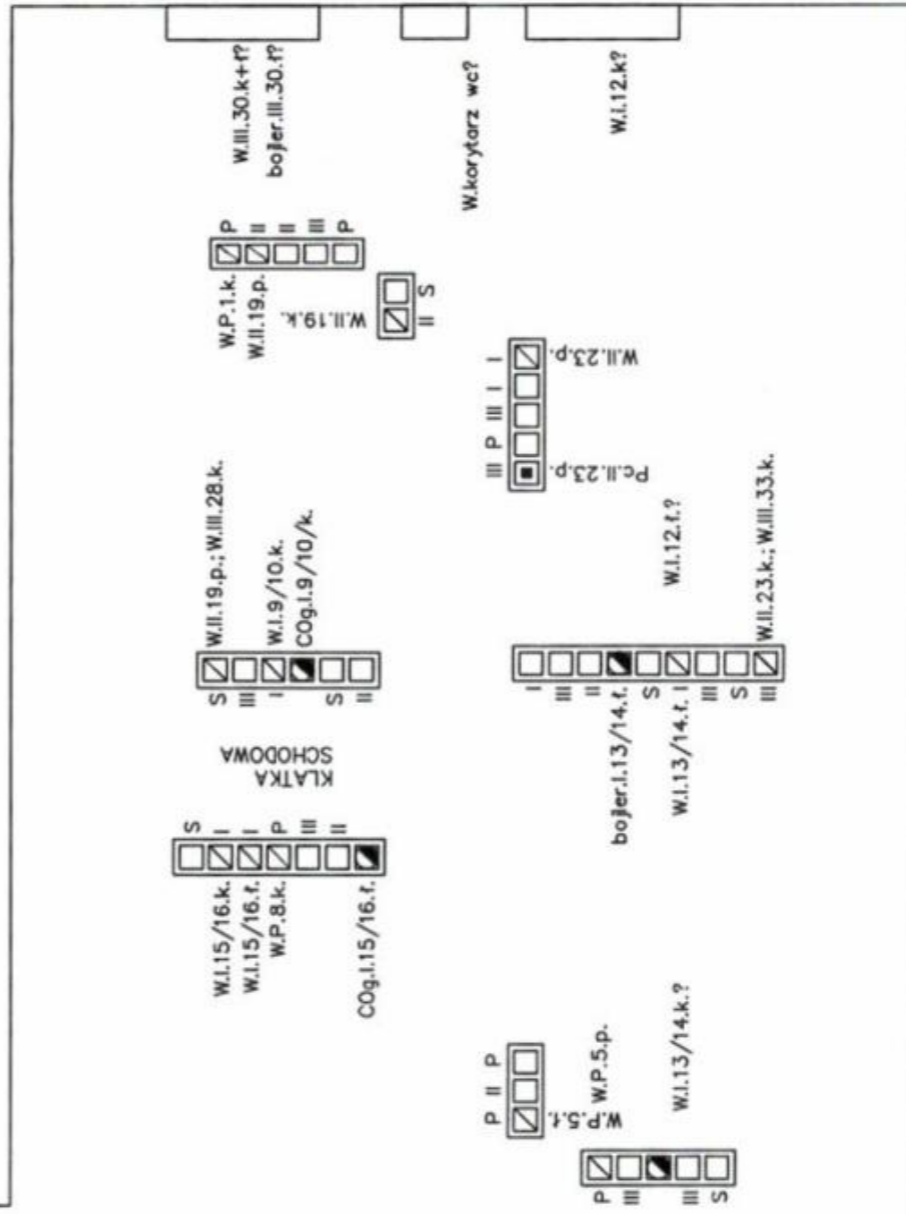 W.III.30.k+ł?
bojler.III.30.ł?
W.korytarz wc?
W.I.12.k?
W.P.1.k. P
W.II.19.p. II
II
III
P
W.II.19.k.
II S
I I III P III
W.II.23.p.
Pc.II.23.p.
S W.II.19.p.; W.III.28.k.
III
I W.I.9/10.k.
COg.I.9/10/k.
S
II
KLATKA
SCHODOWA
S
W.I.15/16.k. I
W.I.15/16.ł. I
W.P.8.k. P
III
II
COg.I.15/16.ł.
W.I.12.ł.?
I
III
II
bojler.I.13/14.ł.
S
W.I.13/14.ł. I
III
S
III W.II.23.k.; W.III.33.k.
P II P
W.P.5.ł.
W.P.5.p.
P
III
W.I.13/14.k.?
III
S